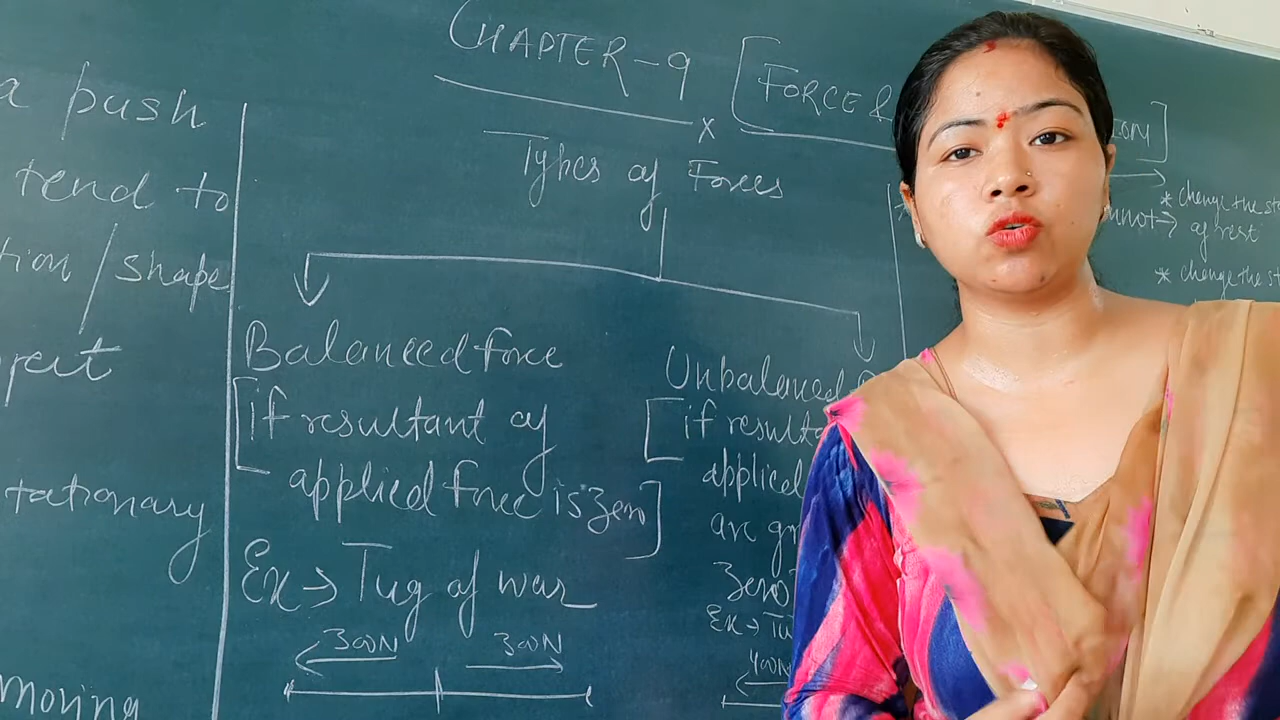 CHAPTER-9 [FORCE &
ION]
a push
tend to
tion / shape
tationary
moving
Types of Forces
Balanced force
[if resultant of
applied force is Zero]
Ex → Tug of war
300N 300N
Unbalanced
[if result
applied
are
Zero
Ex →
400N
* change the st
nnot → of rest
* change the st